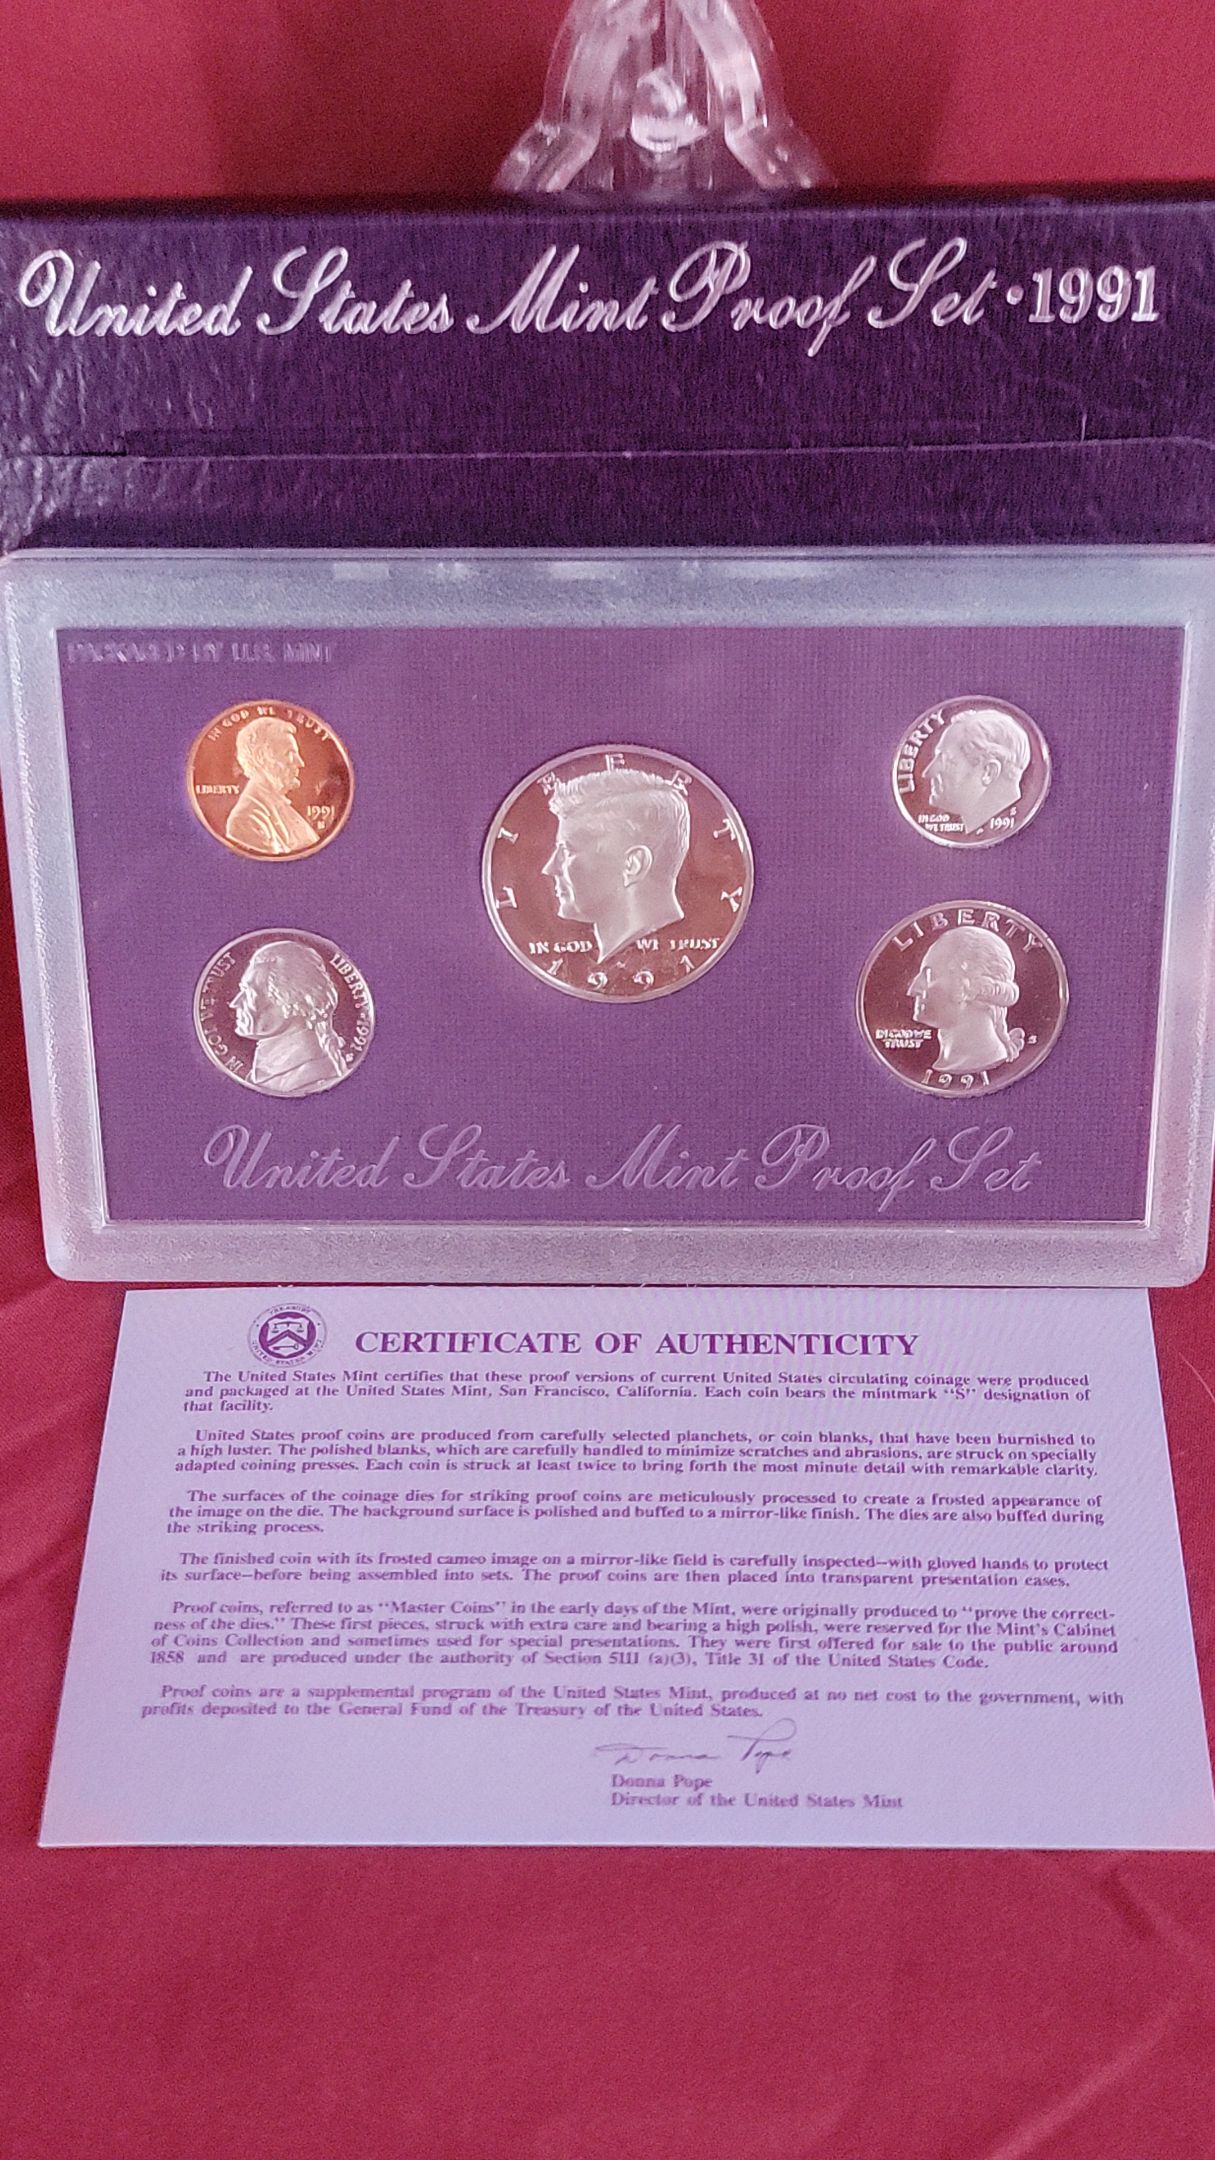 United States Mint Proof Set · 1991
PACKAGED BY U.S. MINT
IN GOD WE TRUST
LIBERTY
1991
S
LIBERTY
IN GOD WE TRUST
1991
LIBERTY
IN GOD
WE TRUST
S
1991
IN GOD WE TRUST
LIBERTY · 1991
S
LIBERTY
IN GOD WE
TRUST
S
1991
United States Mint Proof Set
CERTIFICATE OF AUTHENTICITY
The United States Mint certifies that these proof versions of current United States circulating coinage were produced
and packaged at the United States Mint, San Francisco, California. Each coin bears the mintmark "S" designation of
that facility.
United States proof coins are produced from carefully selected planchets, or coin blanks, that have been burnished to
a high luster. The polished blanks, which are carefully handled to minimize scratches and abrasions, are struck on specially
adapted coining presses. Each coin is struck at least twice to bring forth the most minute detail with remarkable clarity.
The surfaces of the coinage dies for striking proof coins are meticulously processed to create a frosted appearance of
the image on the die. The background surface is polished and buffed to a mirror-like finish. The dies are also buffed during
the striking process.
The finished coin with its frosted cameo image on a mirror-like field is carefully inspected—with gloved hands to protect
its surface—before being assembled into sets. The proof coins are then placed into transparent presentation cases.
Proof coins, referred to as "Master Coins" in the early days of the Mint, were originally produced to "prove the correct-
ness of the dies." These first pieces, struck with extra care and bearing a high polish, were reserved for the Mint's Cabinet
of Coins Collection and sometimes used for special presentations. They were first offered for sale to the public around
1858 and are produced under the authority of Section 5111 (a)(3), Title 31 of the United States Code.
Proof coins are a supplemental program of the United States Mint, produced at no net cost to the government, with
profits deposited to the General Fund of the Treasury of the United States.
Donna Pope
Donna Pope
Director of the United States Mint